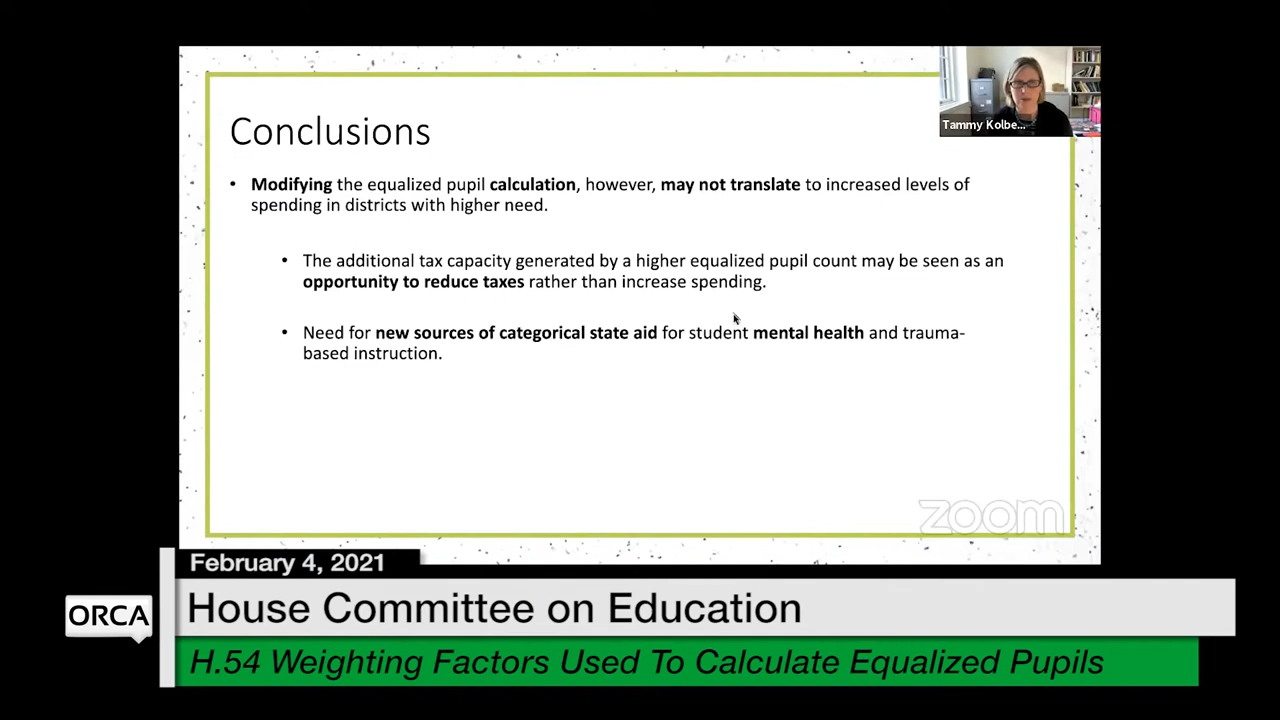 Conclusions
Tammy Kolbe...
• Modifying the equalized pupil calculation, however, may not translate to increased levels of
spending in districts with higher need.
• The additional tax capacity generated by a higher equalized pupil count may be seen as an
opportunity to reduce taxes rather than increase spending.
• Need for new sources of categorical state aid for student mental health and trauma-
based instruction.
zoom
February 4, 2021
ORCA
House Committee on Education
H.54 Weighting Factors Used To Calculate Equalized Pupils